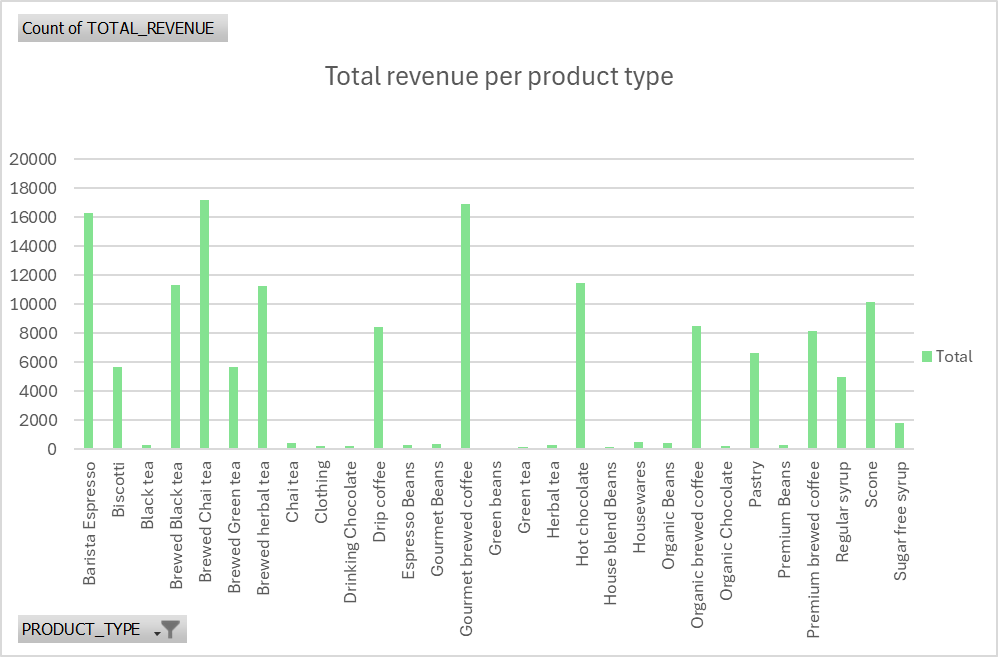 Count of TOTAL_REVENUE
Total revenue per product type
20000
18000
16000
14000
12000
10000
8000
6000
4000
2000
0
Total
Barista Espresso
Biscotti
Black tea
Brewed Black tea
Brewed Chai tea
Brewed Green tea
Brewed herbal tea
Chai tea
Clothing
Drinking Chocolate
Drip coffee
Espresso Beans
Gourmet Beans
Gourmet brewed coffee
Green beans
Green tea
Herbal tea
Hot chocolate
House blend Beans
Housewares
Organic Beans
Organic brewed coffee
Organic Chocolate
Pastry
Premium Beans
Premium brewed coffee
Regular syrup
Scone
Sugar free syrup
PRODUCT_TYPE